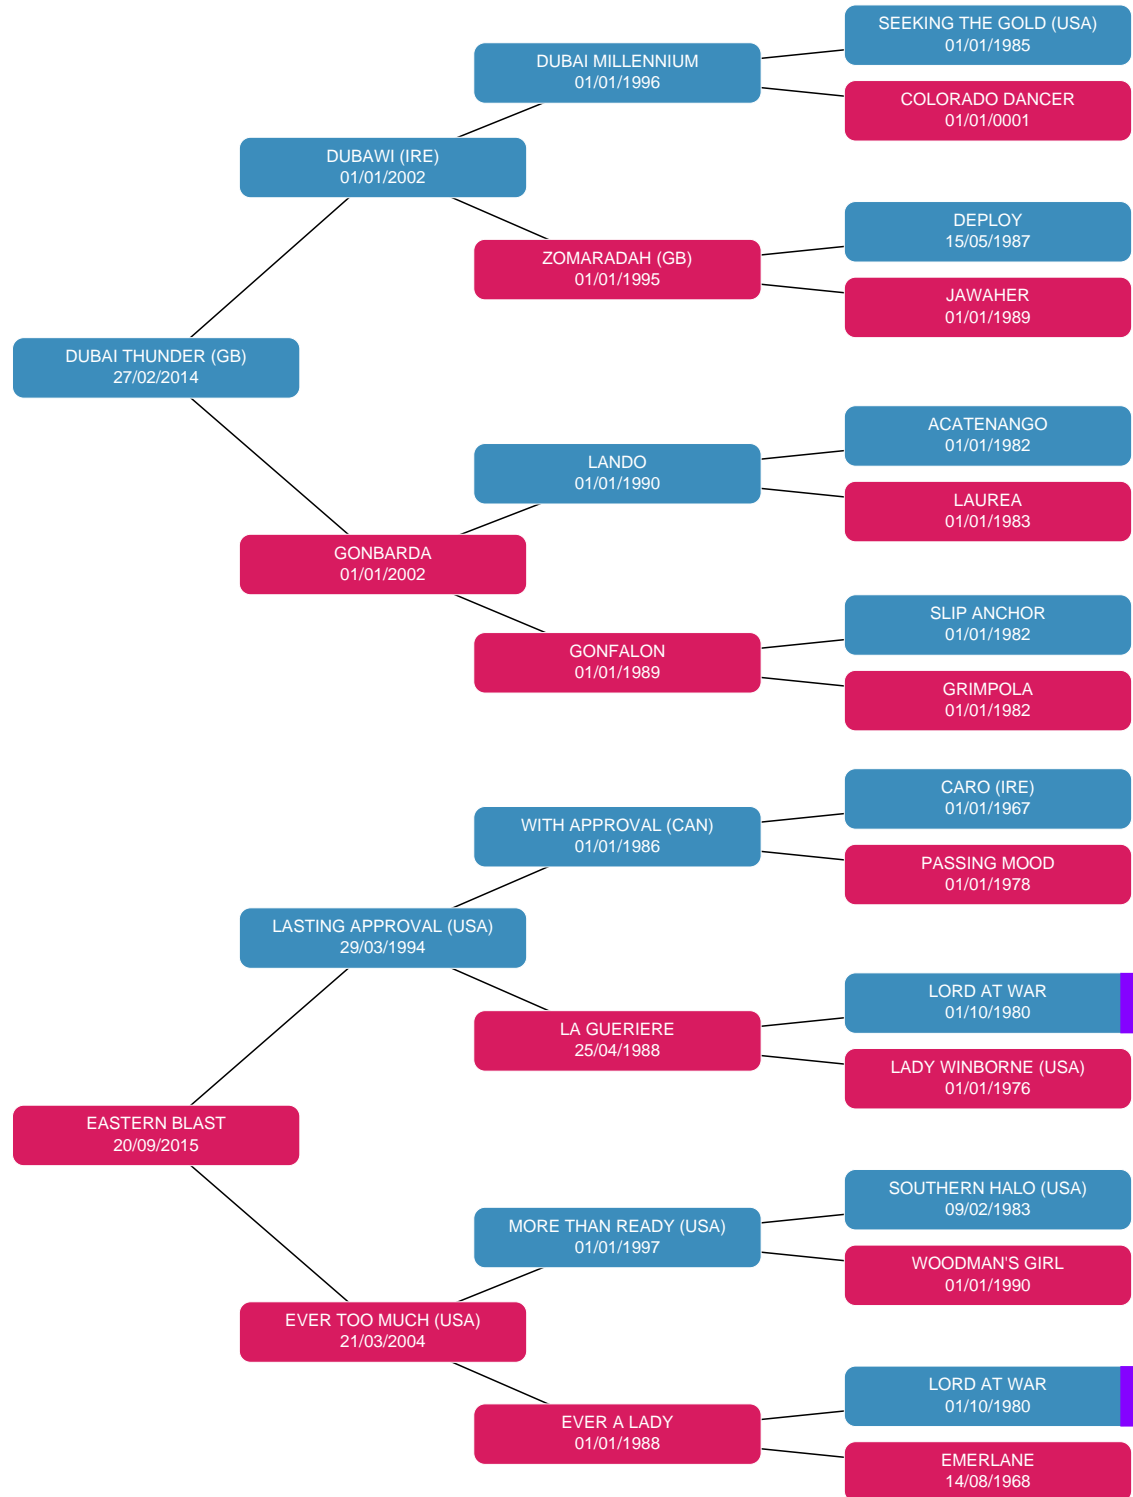 SEEKING THE GOLD (USA)
01/01/1985
DUBAI MILLENNIUM
01/01/1996
COLORADO DANCER
01/01/0001
DUBAWI (IRE)
01/01/2002
DEPLOY
15/05/1987
ZOMARADAH (GB)
01/01/1995
JAWAHER
01/01/1989
DUBAI THUNDER (GB)
27/02/2014
ACATENANGO
01/01/1982
LANDO
01/01/1990
LAUREA
01/01/1983
GONBARDA
01/01/2002
SLIP ANCHOR
01/01/1982
GONFALON
01/01/1989
GRIMPOLA
01/01/1982
CARO (IRE)
01/01/1967
WITH APPROVAL (CAN)
01/01/1986
PASSING MOOD
01/01/1978
LASTING APPROVAL (USA)
29/03/1994
LORD AT WAR
01/10/1980
LA GUERIERE
25/04/1988
LADY WINBORNE (USA)
01/01/1976
EASTERN BLAST
20/09/2015
SOUTHERN HALO (USA)
09/02/1983
MORE THAN READY (USA)
01/01/1997
WOODMAN'S GIRL
01/01/1990
EVER TOO MUCH (USA)
21/03/2004
LORD AT WAR
01/10/1980
EVER A LADY
01/01/1988
EMERLANE
14/08/1968